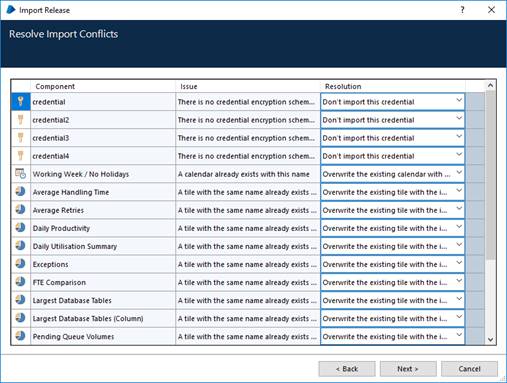 Import Release
Resolve Import Conflicts
Component Issue Resolution
credential There is no credential encryption schem... Don't import this credential
credential2 There is no credential encryption schem... Don't import this credential
credential3 There is no credential encryption schem... Don't import this credential
credential4 There is no credential encryption schem... Don't import this credential
Working Week / No Holidays A calendar already exists with this name Overwrite the existing calendar with ...
Average Handling Time A tile with the same name already exists ... Overwrite the existing tile with the i...
Average Retries A tile with the same name already exists ... Overwrite the existing tile with the i...
Daily Productivity A tile with the same name already exists ... Overwrite the existing tile with the i...
Daily Utilisation Summary A tile with the same name already exists ... Overwrite the existing tile with the i...
Exceptions A tile with the same name already exists ... Overwrite the existing tile with the i...
FTE Comparison A tile with the same name already exists ... Overwrite the existing tile with the i...
Largest Database Tables A tile with the same name already exists ... Overwrite the existing tile with the i...
Largest Database Tables (Column) A tile with the same name already exists ... Overwrite the existing tile with the i...
Pending Queue Volumes A tile with the same name already exists ... Overwrite the existing tile with the i...
< Back Next > Cancel